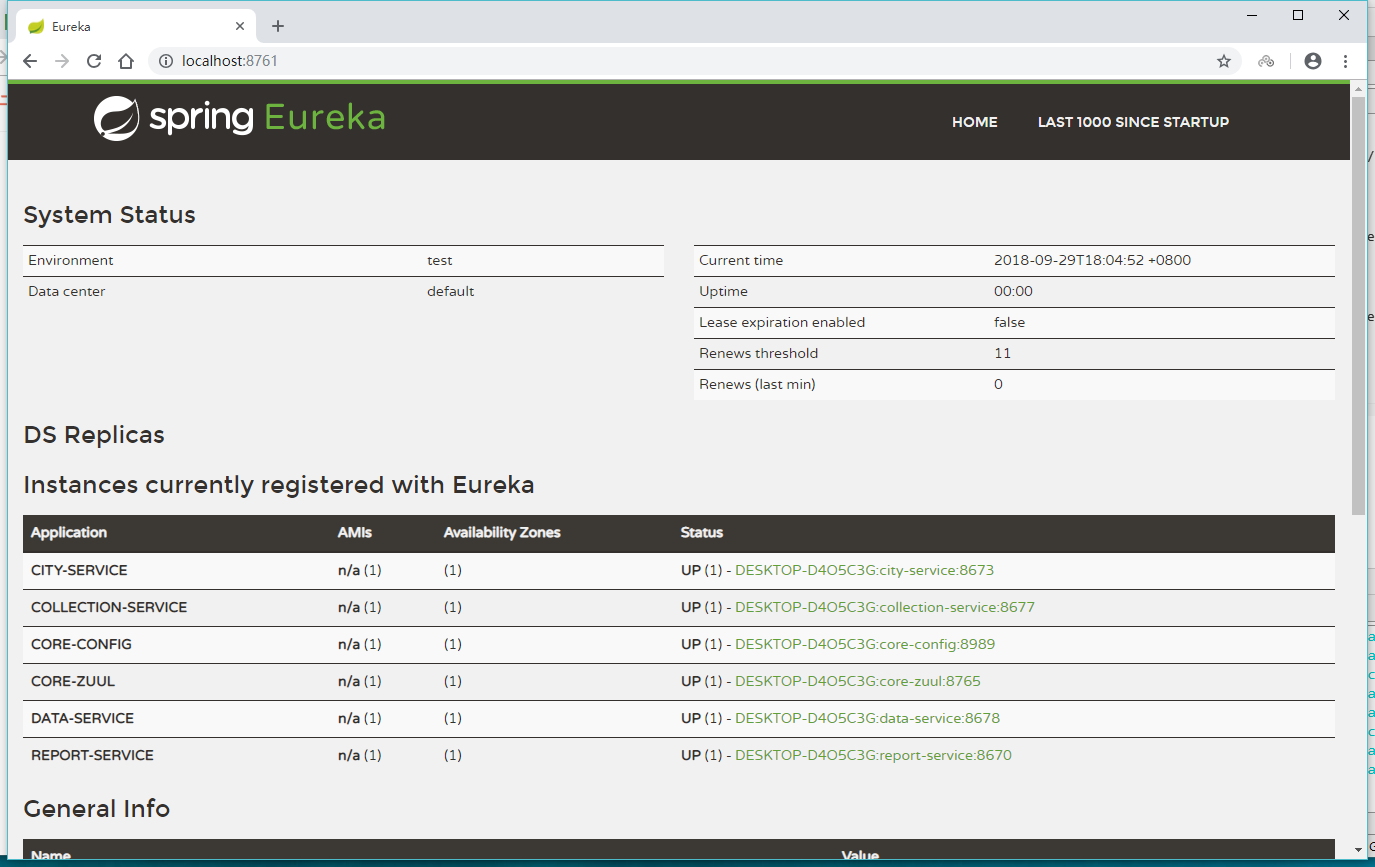 Eureka
localhost:8761
spring Eureka
HOME LAST 1000 SINCE STARTUP
System Status
Environment test
Data center default
Current time 2018-09-29T18:04:52 +0800
Uptime 00:00
Lease expiration enabled false
Renews threshold 11
Renews (last min) 0
DS Replicas
Instances currently registered with Eureka
Application AMIs Availability Zones Status
CITY-SERVICE n/a (1) (1) UP (1) - DESKTOP-D4O5C3G:city-service:8673
COLLECTION-SERVICE n/a (1) (1) UP (1) - DESKTOP-D4O5C3G:collection-service:8677
CORE-CONFIG n/a (1) (1) UP (1) - DESKTOP-D4O5C3G:core-config:8989
CORE-ZUUL n/a (1) (1) UP (1) - DESKTOP-D4O5C3G:core-zuul:8765
DATA-SERVICE n/a (1) (1) UP (1) - DESKTOP-D4O5C3G:data-service:8678
REPORT-SERVICE n/a (1) (1) UP (1) - DESKTOP-D4O5C3G:report-service:8670
General Info
Name Value